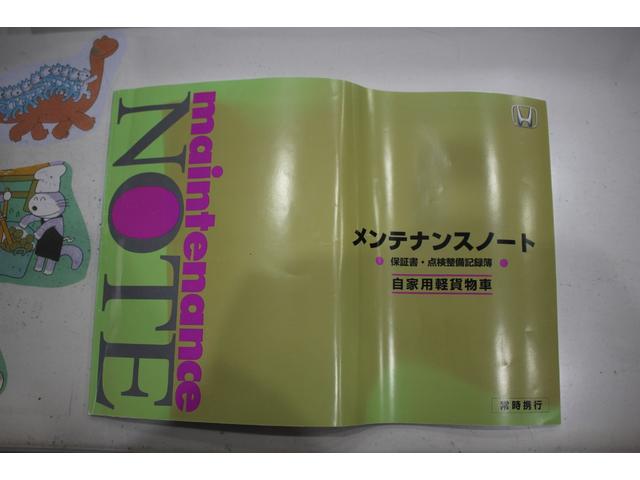 maintenance
NOTE
メンテナンスノート
保証書・点検整備記録簿
自家用軽貨物車
常時携行